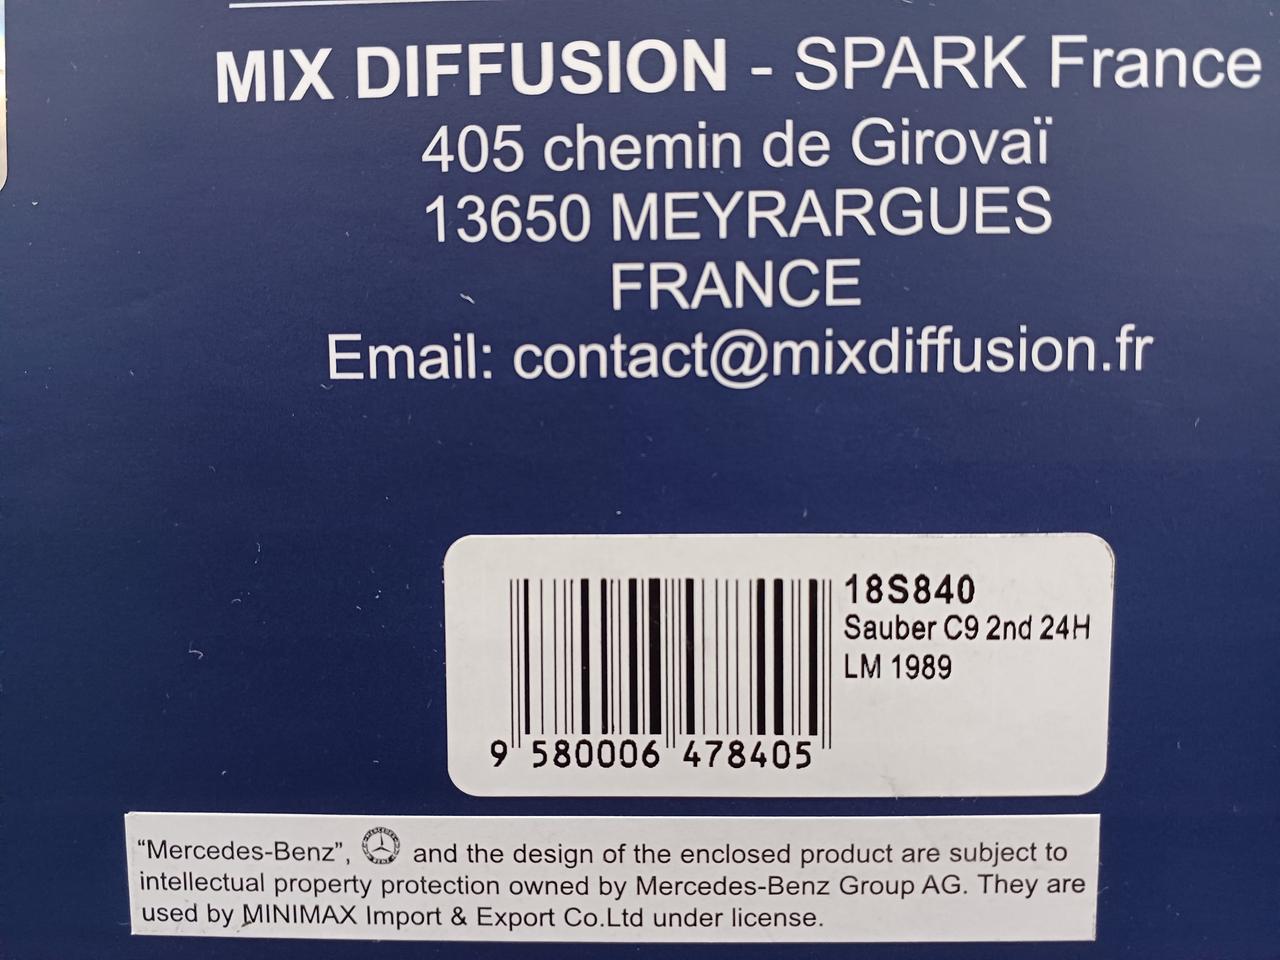 MIX DIFFUSION - SPARK France
405 chemin de Girovaï
13650 MEYRARGUES
FRANCE
Email: contact@mixdiffusion.fr
18S840
Sauber C9 2nd 24H
LM 1989
9 580006 478405
“Mercedes-Benz”, and the design of the enclosed product are subject to
intellectual property protection owned by Mercedes-Benz Group AG. They are
used by MINIMAX Import & Export Co.Ltd under license.